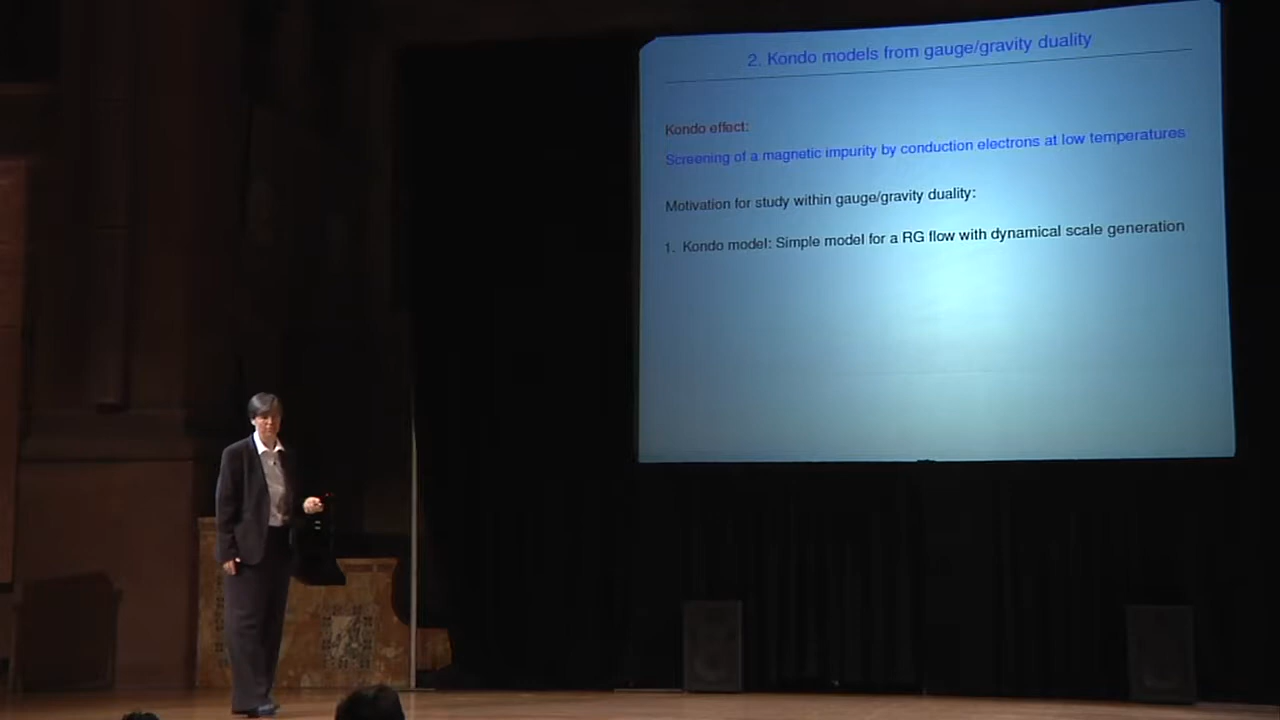 2. Kondo models from gauge/gravity duality
Kondo effect:
Screening of a magnetic impurity by conduction electrons at low temperatures
Motivation for study within gauge/gravity duality:
1. Kondo model: Simple model for a RG flow with dynamical scale generation